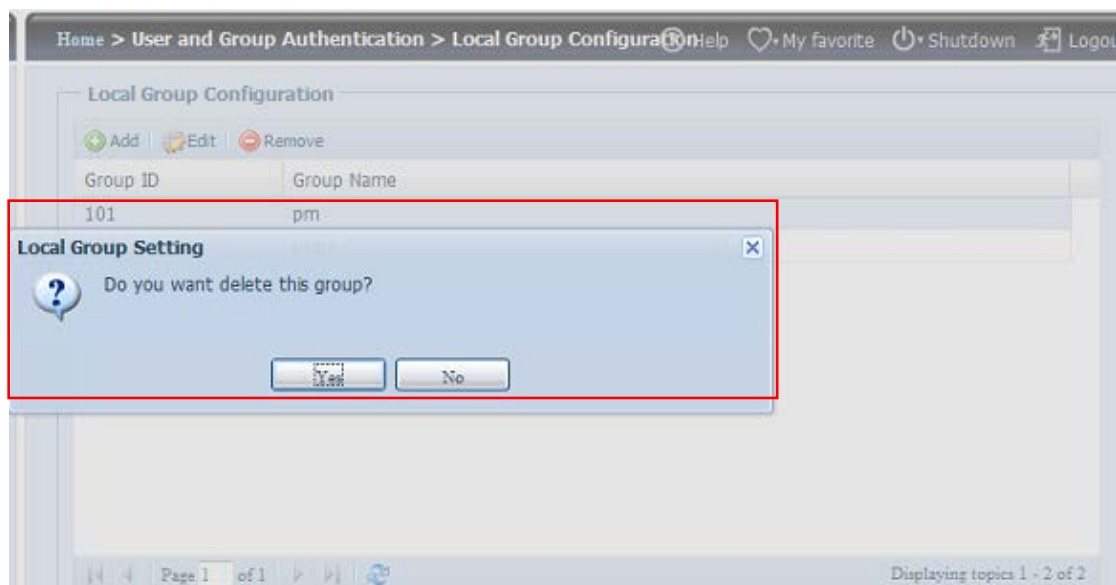 Home > User and Group Authentication > Local Group Configuration Help My favorite Shutdown Logou
Local Group Configuration
Add Edit Remove
Group ID Group Name
101 pm
Local Group Setting
Do you want delete this group?
Yes No
Page 1 of 1 Displaying topics 1 - 2 of 2